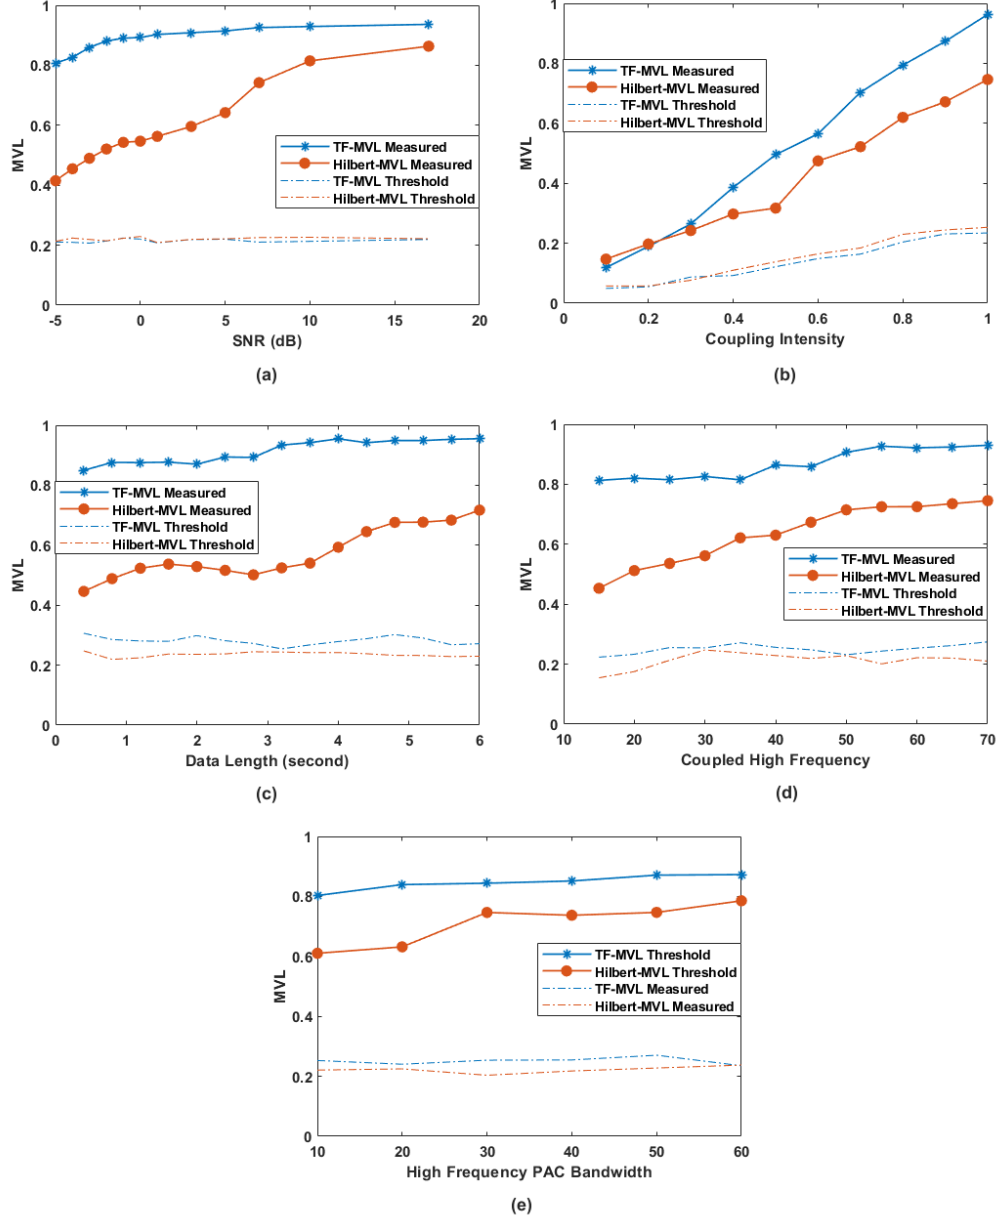 1
0.8
0.6
0.4
0.2
0
MVL
TF-MVL Measured
Hilbert-MVL Measured
TF-MVL Threshold
Hilbert-MVL Threshold
-5 0 5 10 15 20
SNR (dB)
(a)
1
0.8
0.6
0.4
0.2
0
MVL
TF-MVL Measured
Hilbert-MVL Measured
TF-MVL Threshold
Hilbert-MVL Threshold
0 0.2 0.4 0.6 0.8 1
Coupling Intensity
(b)
1
0.8
0.6
0.4
0.2
0
MVL
TF-MVL Measured
Hilbert-MVL Measured
TF-MVL Threshold
Hilbert-MVL Threshold
0 1 2 3 4 5 6
Data Length (second)
(c)
1
0.8
0.6
0.4
0.2
0
MVL
TF-MVL Measured
Hilbert-MVL Measured
TF-MVL Threshold
Hilbert-MVL Threshold
10 20 30 40 50 60 70
Coupled High Frequency
(d)
1
0.8
0.6
0.4
0.2
0
MVL
TF-MVL Threshold
Hilbert-MVL Threshold
TF-MVL Measured
Hilbert-MVL Measured
10 20 30 40 50 60
High Frequency PAC Bandwidth
(e)